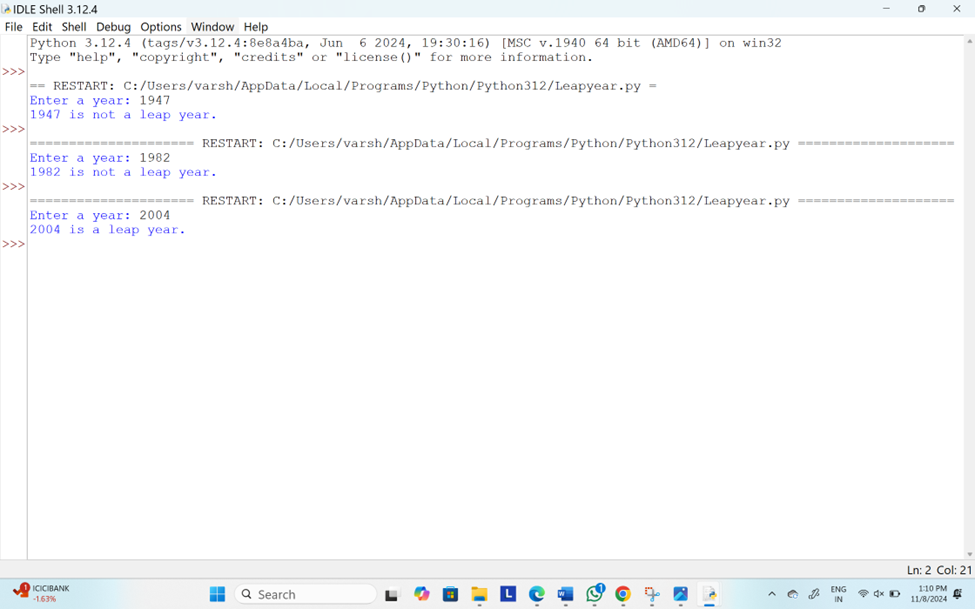 IDLE Shell 3.12.4
File Edit Shell Debug Options Window Help
Python 3.12.4 (tags/v3.12.4:8e8a4ba, Jun  6 2024, 19:30:16) [MSC v.1940 64 bit (AMD64)] on win32
Type "help", "copyright", "credits" or "license()" for more information.
>>>
== RESTART: C:/Users/varsh/AppData/Local/Programs/Python/Python312/Leapyear.py =
Enter a year: 1947
1947 is not a leap year.
>>>
===================== RESTART: C:/Users/varsh/AppData/Local/Programs/Python/Python312/Leapyear.py ====================
Enter a year: 1982
1982 is not a leap year.
>>>
===================== RESTART: C:/Users/varsh/AppData/Local/Programs/Python/Python312/Leapyear.py ====================
Enter a year: 2004
2004 is a leap year.
>>>
Ln: 2 Col: 21
1 ICICIBANK
-1.63%
Search
L
1
ENG
IN
1:10 PM
11/8/2024